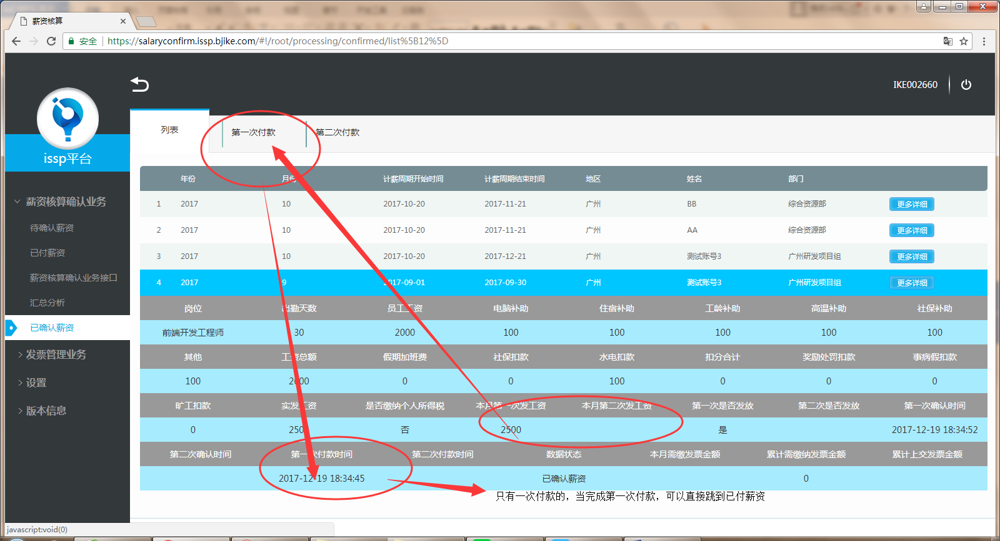 薪资核算
安全 https://salaryconfirm.issp.bjike.com/#!/root/processing/confirmed/list%5B12%5D
IKE002660
issp平台
列表 第一次付款 第二次付款
薪资核算确认业务
待确认薪资
已付薪资
薪资核算确认业务接口
汇总分析
已确认薪资
发票管理业务
设置
版本信息
年份 月份 计薪周期开始时间 计薪周期结束时间 地区 姓名 部门
1 2017 10 2017-10-20 2017-11-21 广州 BB 综合资源部 更多详细
2 2017 10 2017-10-20 2017-11-21 广州 AA 综合资源部 更多详细
3 2017 10 2017-10-20 2017-12-21 广州 测试账号3 广州研发项目组 更多详细
4 2017 9 2017-09-01 2017-09-30 广州 测试账号3 广州研发项目组 更多详细
岗位 出勤天数 员工工资 电脑补助 住宿补助 工龄补助 高温补助 社保补助
前端开发工程师 30 2000 100 100 100 100 100
其他 工资总额 假期加班费 社保扣款 水电扣款 扣分合计 奖励处罚扣款 事病假扣款
100 2600 0 0 100 0 0 0
旷工扣款 实发工资 是否缴纳个人所得税 本月第一次发工资 本月第二次发工资 第一次是否发放 第二次是否发放 第一次确认时间
0 2500 否 2500 是 2017-12-19 18:34:52
第二次确认时间 第一次付款时间 第二次付款时间 数据状态 本月需缴发票金额 累计需缴纳发票金额 累计上交发票金额
2017-12-19 18:34:45 已确认薪资 0
只有一次付款的，当完成第一次付款，可以直接跳到已付薪资
javascript:void(0)